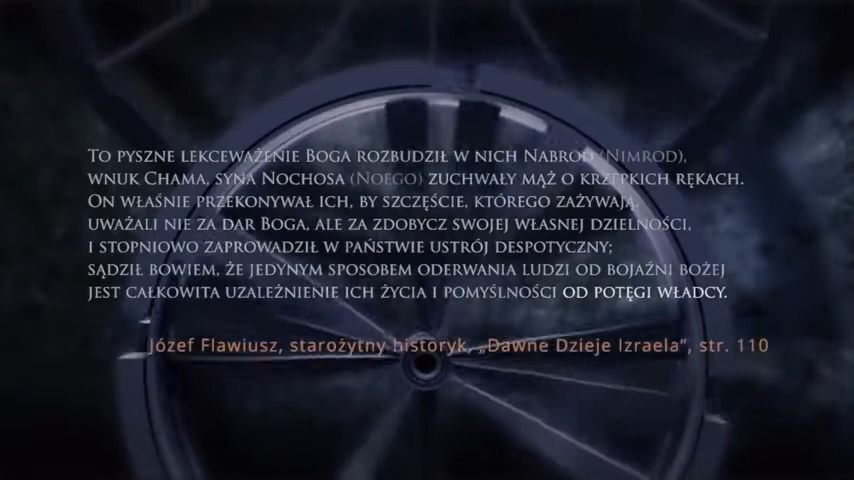 To pyszne lekceważenie Boga rozbudził w nich Nabrod (Nimrod),
wnuk Chama, syna Nochosa (Noego) zuchwały mąż o krzepkich rękach.
On właśnie przekonywał ich, by szczęście, którego zażywają,
uważali nie za dar Boga, ale za zdobycz swojej własnej dzielności,
i stopniowo zaprowadził w państwie ustrój despotyczny;
sądził bowiem, że jedynym sposobem oderwania ludzi od bojaźni bożej
jest całkowita uzależnienie ich życia i pomyślności od potęgi władcy.
Józef Flawiusz, starożytny historyk, „Dawne Dzieje Izraela”, str. 110